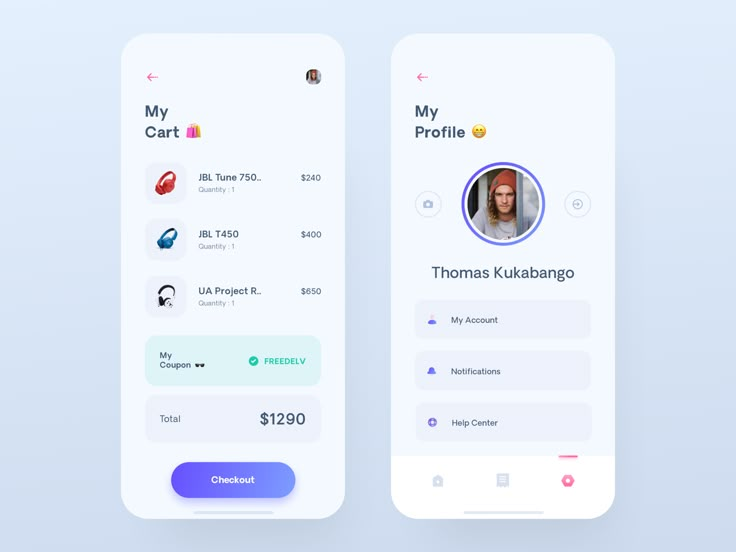 My
Cart 🛍️
JBL Tune 750..
Quantity : 1
$240
JBL T450
Quantity : 1
$400
UA Project R..
Quantity : 1
$650
My
Coupon 🕶️
FREEDELV
Total
$1290
Checkout
My
Profile 😁
Thomas Kukabango
My Account
Notifications
Help Center